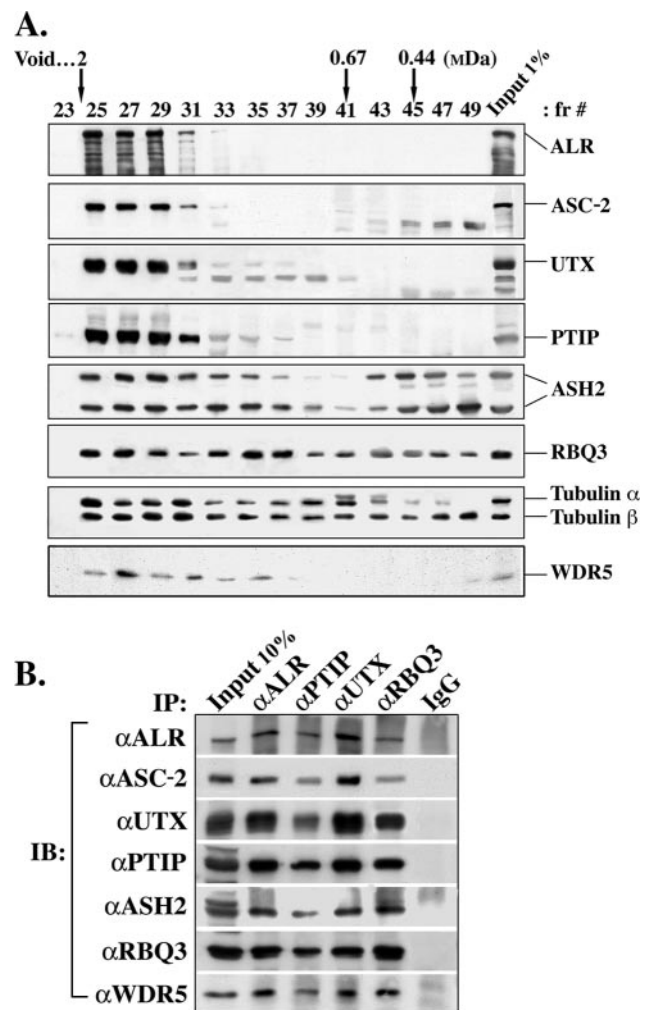 A.
Void...2 0.67 0.44 (MDa)
23 25 27 29 31 33 35 37 39 41 43 45 47 49 Input 1% : fr #
ALR
ASC-2
UTX
PTIP
ASH2
RBQ3
Tubulin α
Tubulin β
WDR5
B.
IP: Input 10% αALR αPTIP αUTX αRBQ3 IgG
IB:
αALR
αASC-2
αUTX
αPTIP
αASH2
αRBQ3
αWDR5